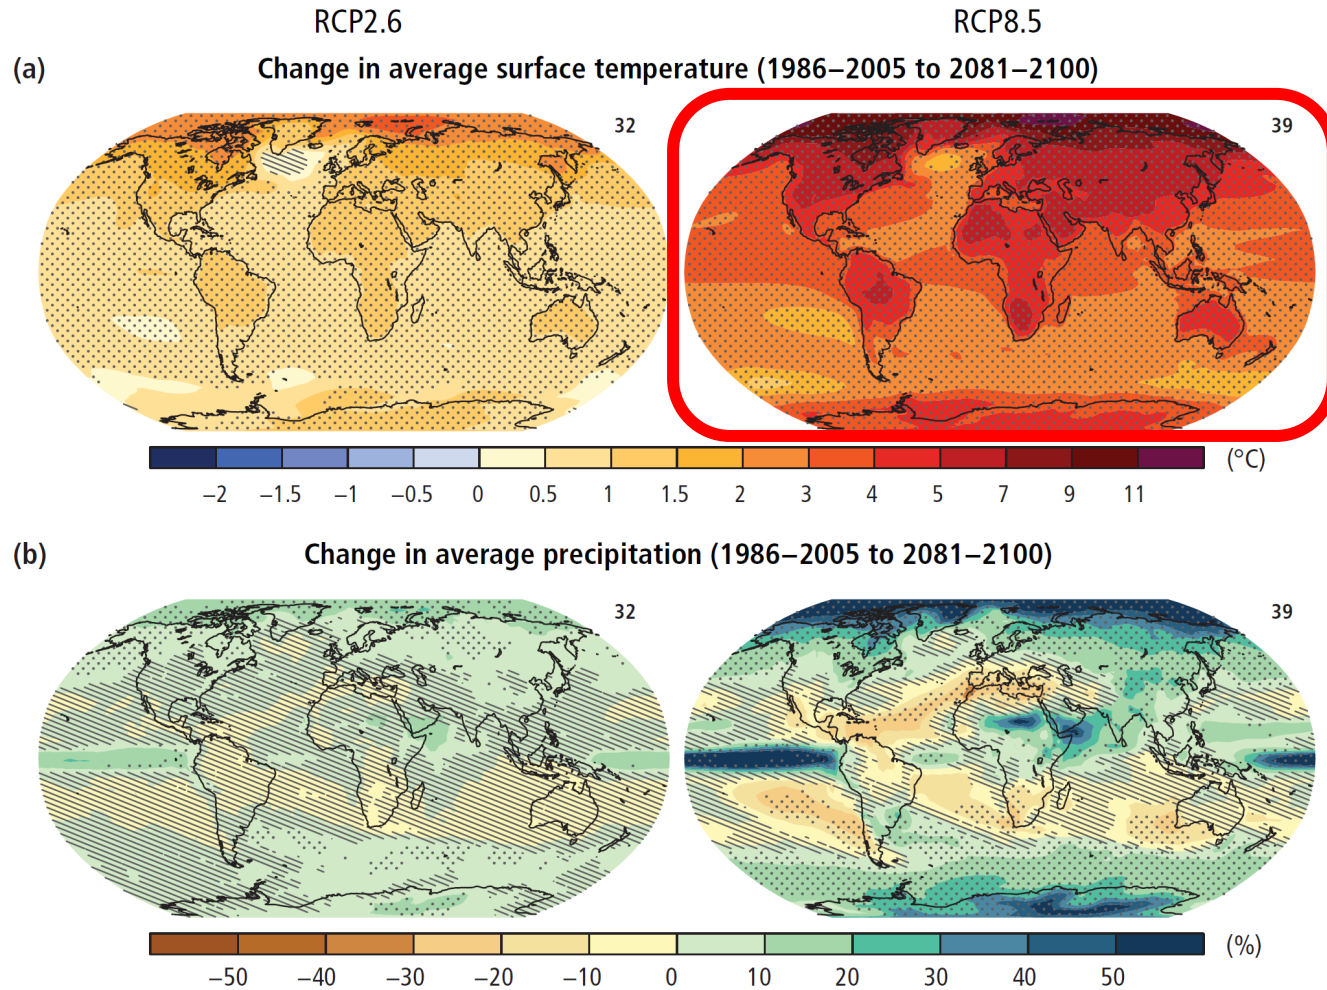 RCP2.6 RCP8.5
(a) Change in average surface temperature (1986–2005 to 2081–2100)
32 39
(°C)
−2 −1.5 −1 −0.5 0 0.5 1 1.5 2 3 4 5 7 9 11
(b) Change in average precipitation (1986–2005 to 2081–2100)
32 39
(%)
−50 −40 −30 −20 −10 0 10 20 30 40 50